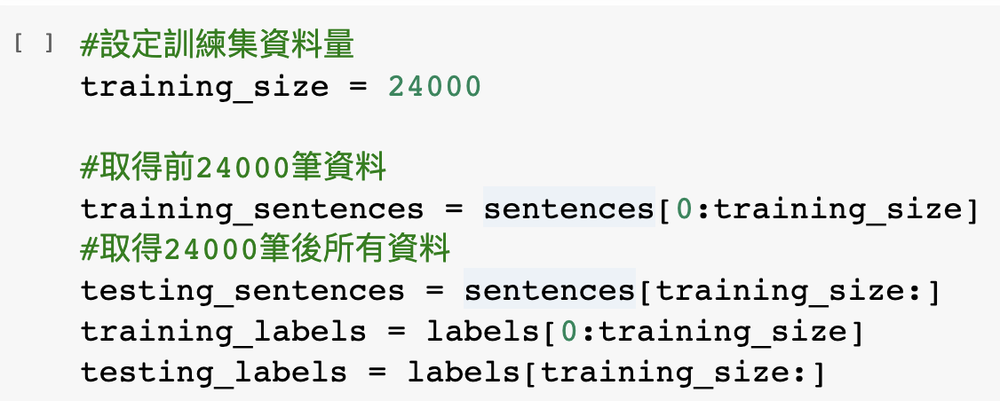 [ ] #設定訓練集資料量
training_size = 24000
#取得前24000筆資料
training_sentences = sentences[0:training_size]
#取得24000筆後所有資料
testing_sentences = sentences[training_size:]
training_labels = labels[0:training_size]
testing_labels = labels[training_size:]